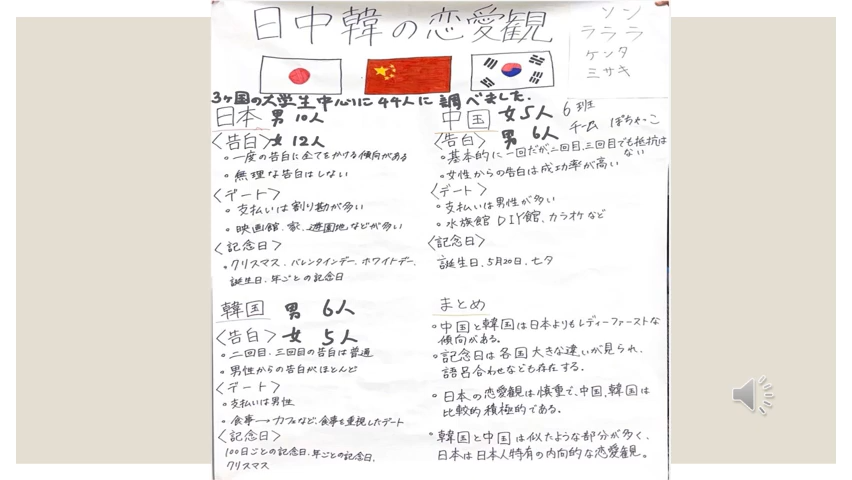 日中韓の恋愛観
ソン
ラララ
ケンタ
ミサキ
3ヶ国の大学生中心に44人に調べました.
日本 男10人
〈告白〉女12人
・一度の告白に全てをかける傾向がある
・無理な告白はしない
〈デート〉
・支払いは割り勘が多い
・映画館、家、遊園地などが多い
〈記念日〉
・クリスマス、バレンタインデー、ホワイトデー、
誕生日、年ごとの記念日
中国 女5人 6班
〈告白〉男6人 チーム ぽちゃっこ
・基本的に一回だが、二回目、三回目でも抵抗は
ない
・女性からの告白は成功率が高い
〈デート〉
・支払いは男性が多い
・水族館 DIY館、カラオケなど
〈記念日〉
誕生日、5月20日、七夕
韓国 男6人
〈告白〉女5人
・二回目、三回目の告白は普通
・男性からの告白がほとんど
〈デート〉
・支払いは男性
・食事→カフェなど、食事を重視したデート
〈記念日〉
100日ごとの記念日、年ごとの記念日、
クリスマス
まとめ
・中国と韓国は日本よりもレディーファーストな
傾向がある。
・記念日は各国大きな違いが見られ、
語呂合わせなども存在する。
・日本の恋愛観は慎重で、中国、韓国は
比較的積極的である。
・韓国と中国は似たような部分が多く、
日本は日本人特有の内向的な恋愛観。